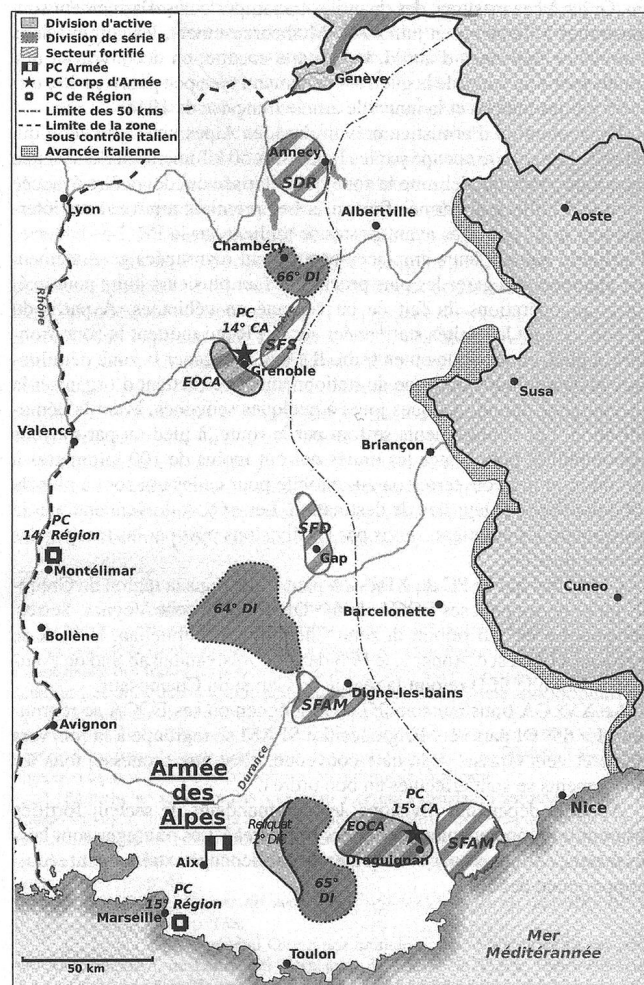 Division d'active
Division de série B
Secteur fortifié
PC Armée
PC Corps d'Armée
PC de Région
Limite des 50 kms
Limite de la zone
sous contrôle italien
Avancée italienne
Genève
Annecy
SDR
Lyon
Aoste
Albertville
Chambéry
66° DI
Rhône
PC
14° CA
SFS
Grenoble
EOCA
Susa
Valence
Briançon
PC
14° Région
SFD
Gap
Montélimar
Cuneo
64° DI
Barcelonette
Bollène
Digne-les-bains
SFAM
Avignon
Durance
Armée
des
Alpes
Nice
PC
15° CA
Reliquat
2° DIC
EOCA
SFAM
Draguignan
Aix
65°
DI
PC
15° Région
Marseille
Mer
Méditérannée
50 km
Toulon